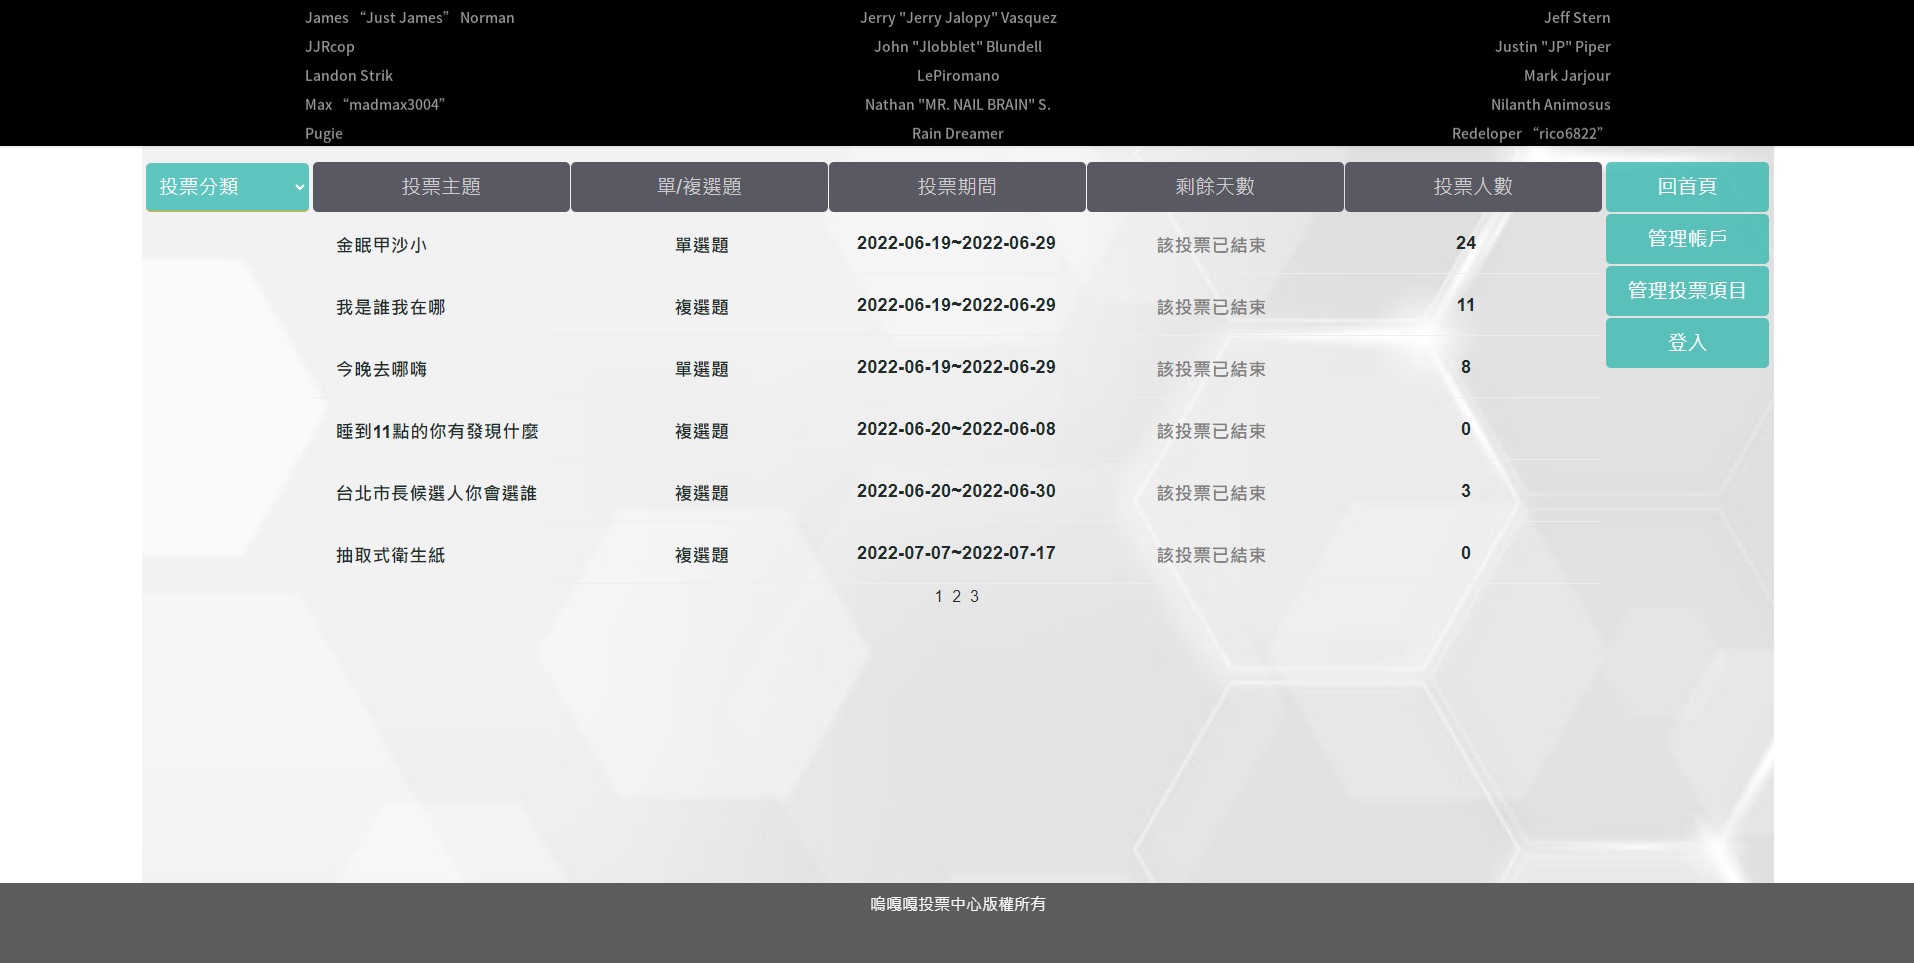 James “Just James” Norman Jerry "Jerry Jalopy" Vasquez Jeff Stern
JJRcop John "Jlobblet" Blundell Justin "JP" Piper
Landon Strik LePiromano Mark Jarjour
Max “madmax3004” Nathan "MR. NAIL BRAIN" S. Nilanth Animosus
Pugie Rain Dreamer Redeloper “rico6822”
投票分類 投票主題 單/複選題 投票期間 剩餘天數 投票人數 回首頁
管理帳戶
管理投票項目
登入
金眠甲沙小 單選題 2022-06-19~2022-06-29 該投票已結束 24
我是誰我在哪 複選題 2022-06-19~2022-06-29 該投票已結束 11
今晚去哪嗨 單選題 2022-06-19~2022-06-29 該投票已結束 8
睡到11點的你有發現什麼 複選題 2022-06-20~2022-06-08 該投票已結束 0
台北市長候選人你會選誰 複選題 2022-06-20~2022-06-30 該投票已結束 3
抽取式衛生紙 複選題 2022-07-07~2022-07-17 該投票已結束 0
1 2 3
嗚嘎嘎投票中心版權所有